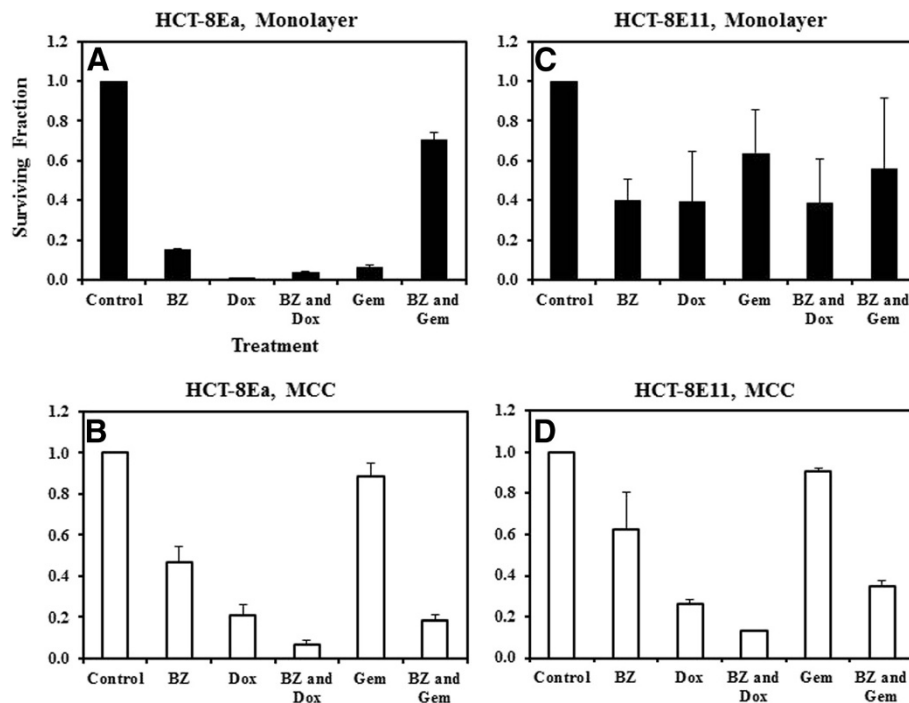 HCT-8Ea, Monolayer
A
Surviving Fraction
1.2
1.0
0.8
0.6
0.4
0.2
0.0
Control BZ Dox BZ and Dox Gem BZ and Gem
Treatment
HCT-8E11, Monolayer
C
1.2
1.0
0.8
0.6
0.4
0.2
0.0
Control BZ Dox Gem BZ and Dox BZ and Gem
HCT-8Ea, MCC
B
1.2
1.0
0.8
0.6
0.4
0.2
0.0
Control BZ Dox BZ and Dox Gem BZ and Gem
HCT-8E11, MCC
D
1.2
1.0
0.8
0.6
0.4
0.2
0.0
Control BZ Dox BZ and Dox Gem BZ and Gem